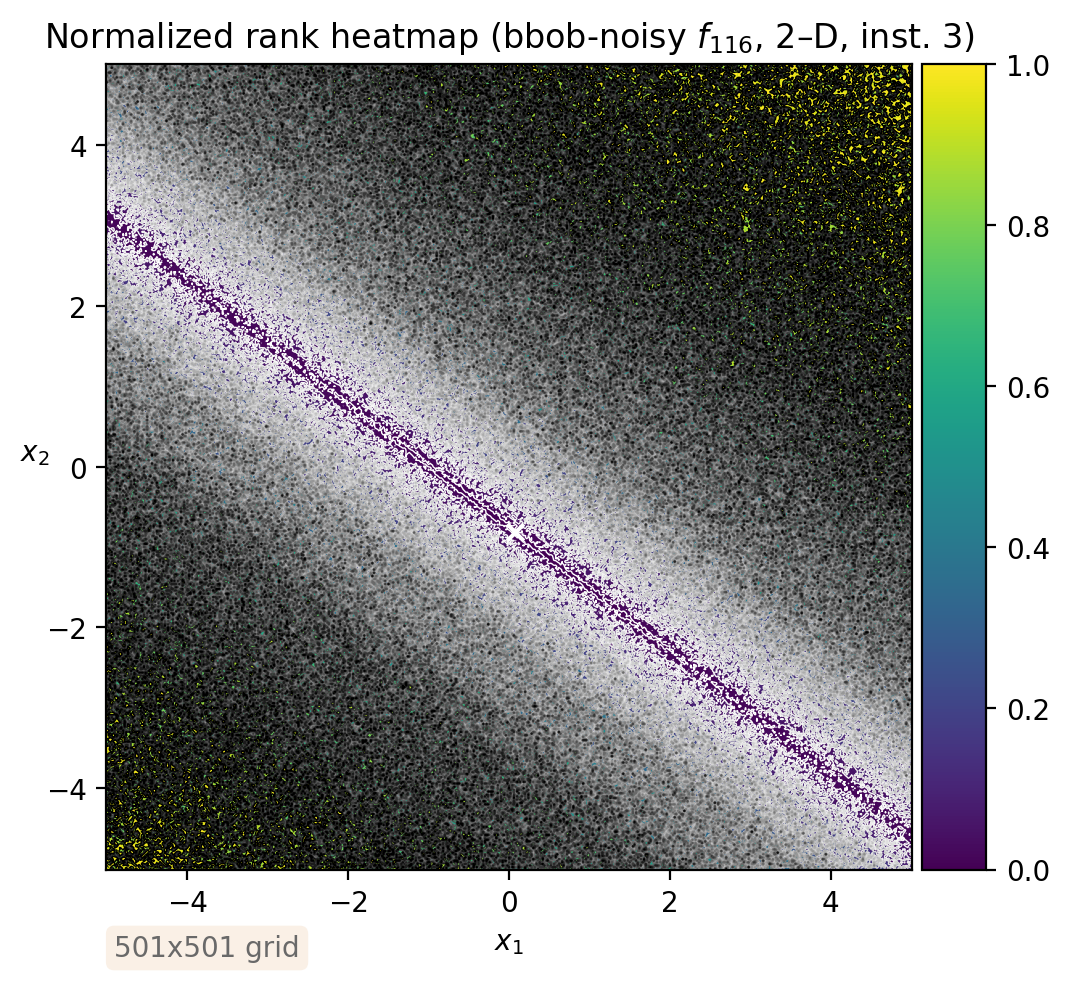 Normalized rank heatmap (bbob-noisy f₁₁₆, 2–D, inst. 3)
1.0
0.8
0.6
0.4
0.2
0.0
4
2
0
−2
−4
x₂
−4 −2 0 2 4
x₁
501x501 grid